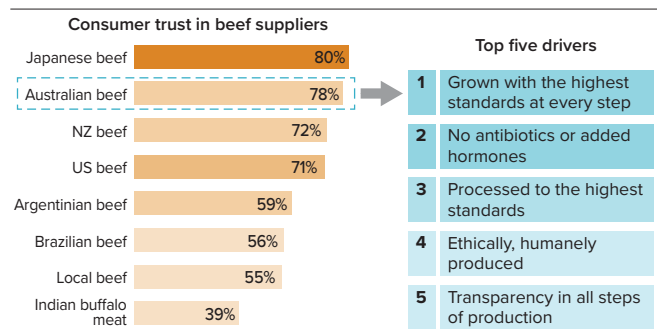 Consumer trust in beef suppliers
Japanese beef 80%
Australian beef 78%
NZ beef 72%
US beef 71%
Argentinian beef 59%
Brazilian beef 56%
Local beef 55%
Indian buffalo
meat 39%
Top five drivers
1 Grown with the highest
standards at every step
2 No antibiotics or added
hormones
3 Processed to the highest
standards
4 Ethically, humanely
produced
5 Transparency in all steps
of production